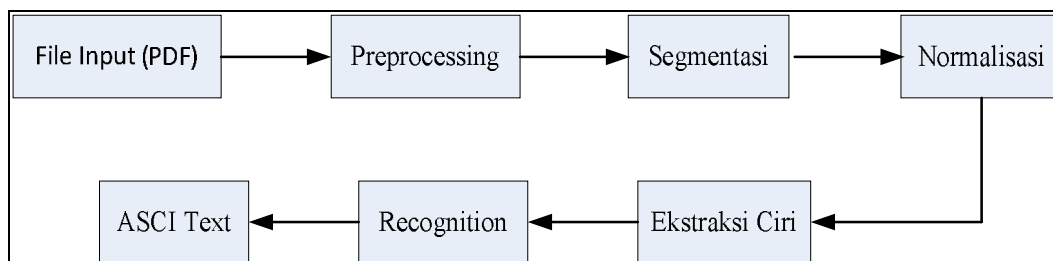 File Input (PDF)
Preprocessing
Segmentasi
Normalisasi
Ekstraksi Ciri
Recognition
ASCI Text